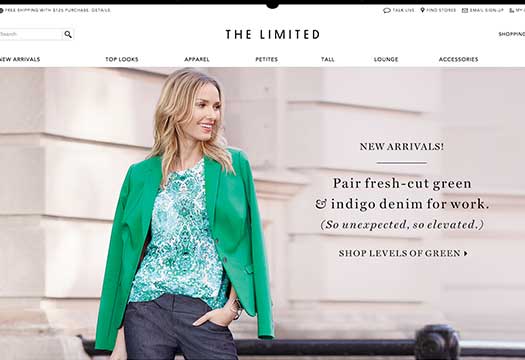 FREE SHIPPING WITH $125 PURCHASE. DETAILS
TALK LIVE FIND STORES EMAIL SIGN-UP
Search
THE LIMITED
SHOPPING
NEW ARRIVALS TOP LOOKS APPAREL PETITES TALL LOUNGE ACCESSORIES
NEW ARRIVALS!
Pair fresh-cut green
& indigo denim for work.
(So unexpected, so elevated.)
SHOP LEVELS OF GREEN